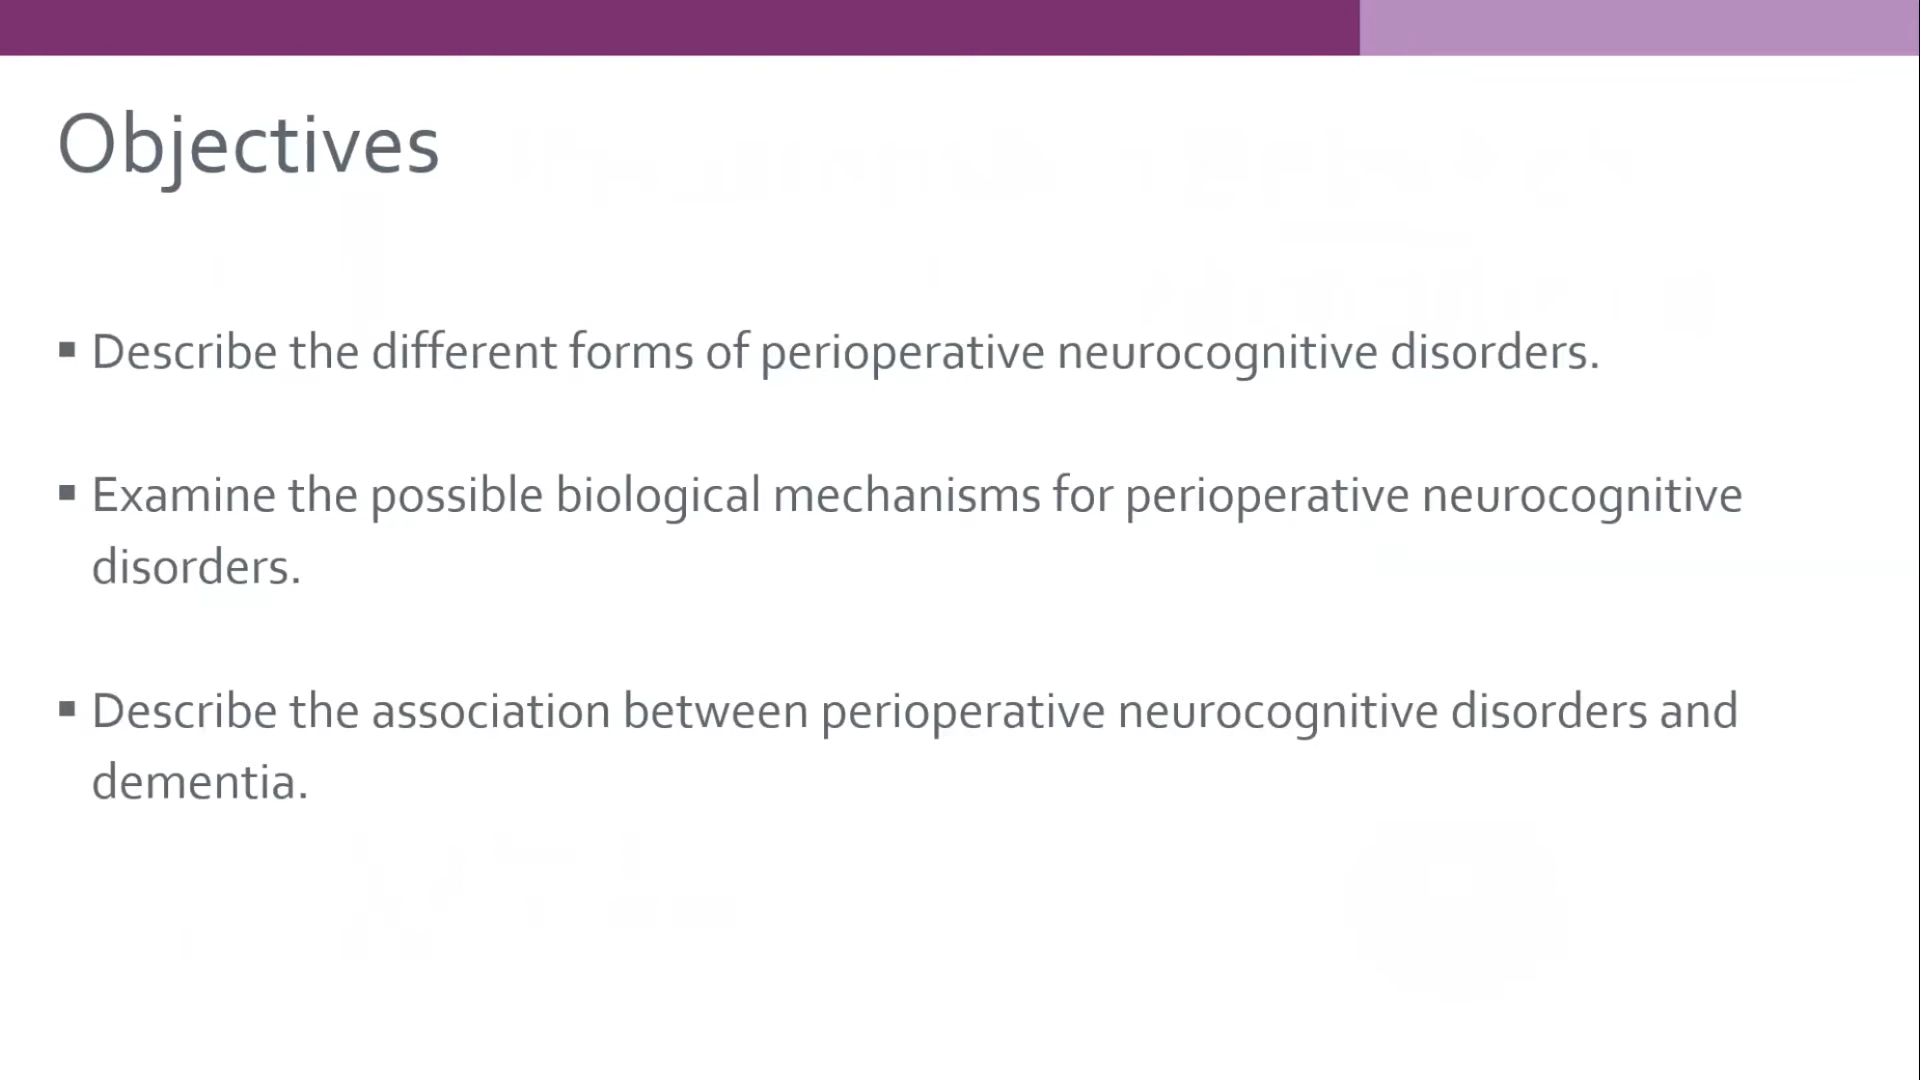 Objectives
▪ Describe the different forms of perioperative neurocognitive disorders.
▪ Examine the possible biological mechanisms for perioperative neurocognitive
disorders.
▪ Describe the association between perioperative neurocognitive disorders and
dementia.